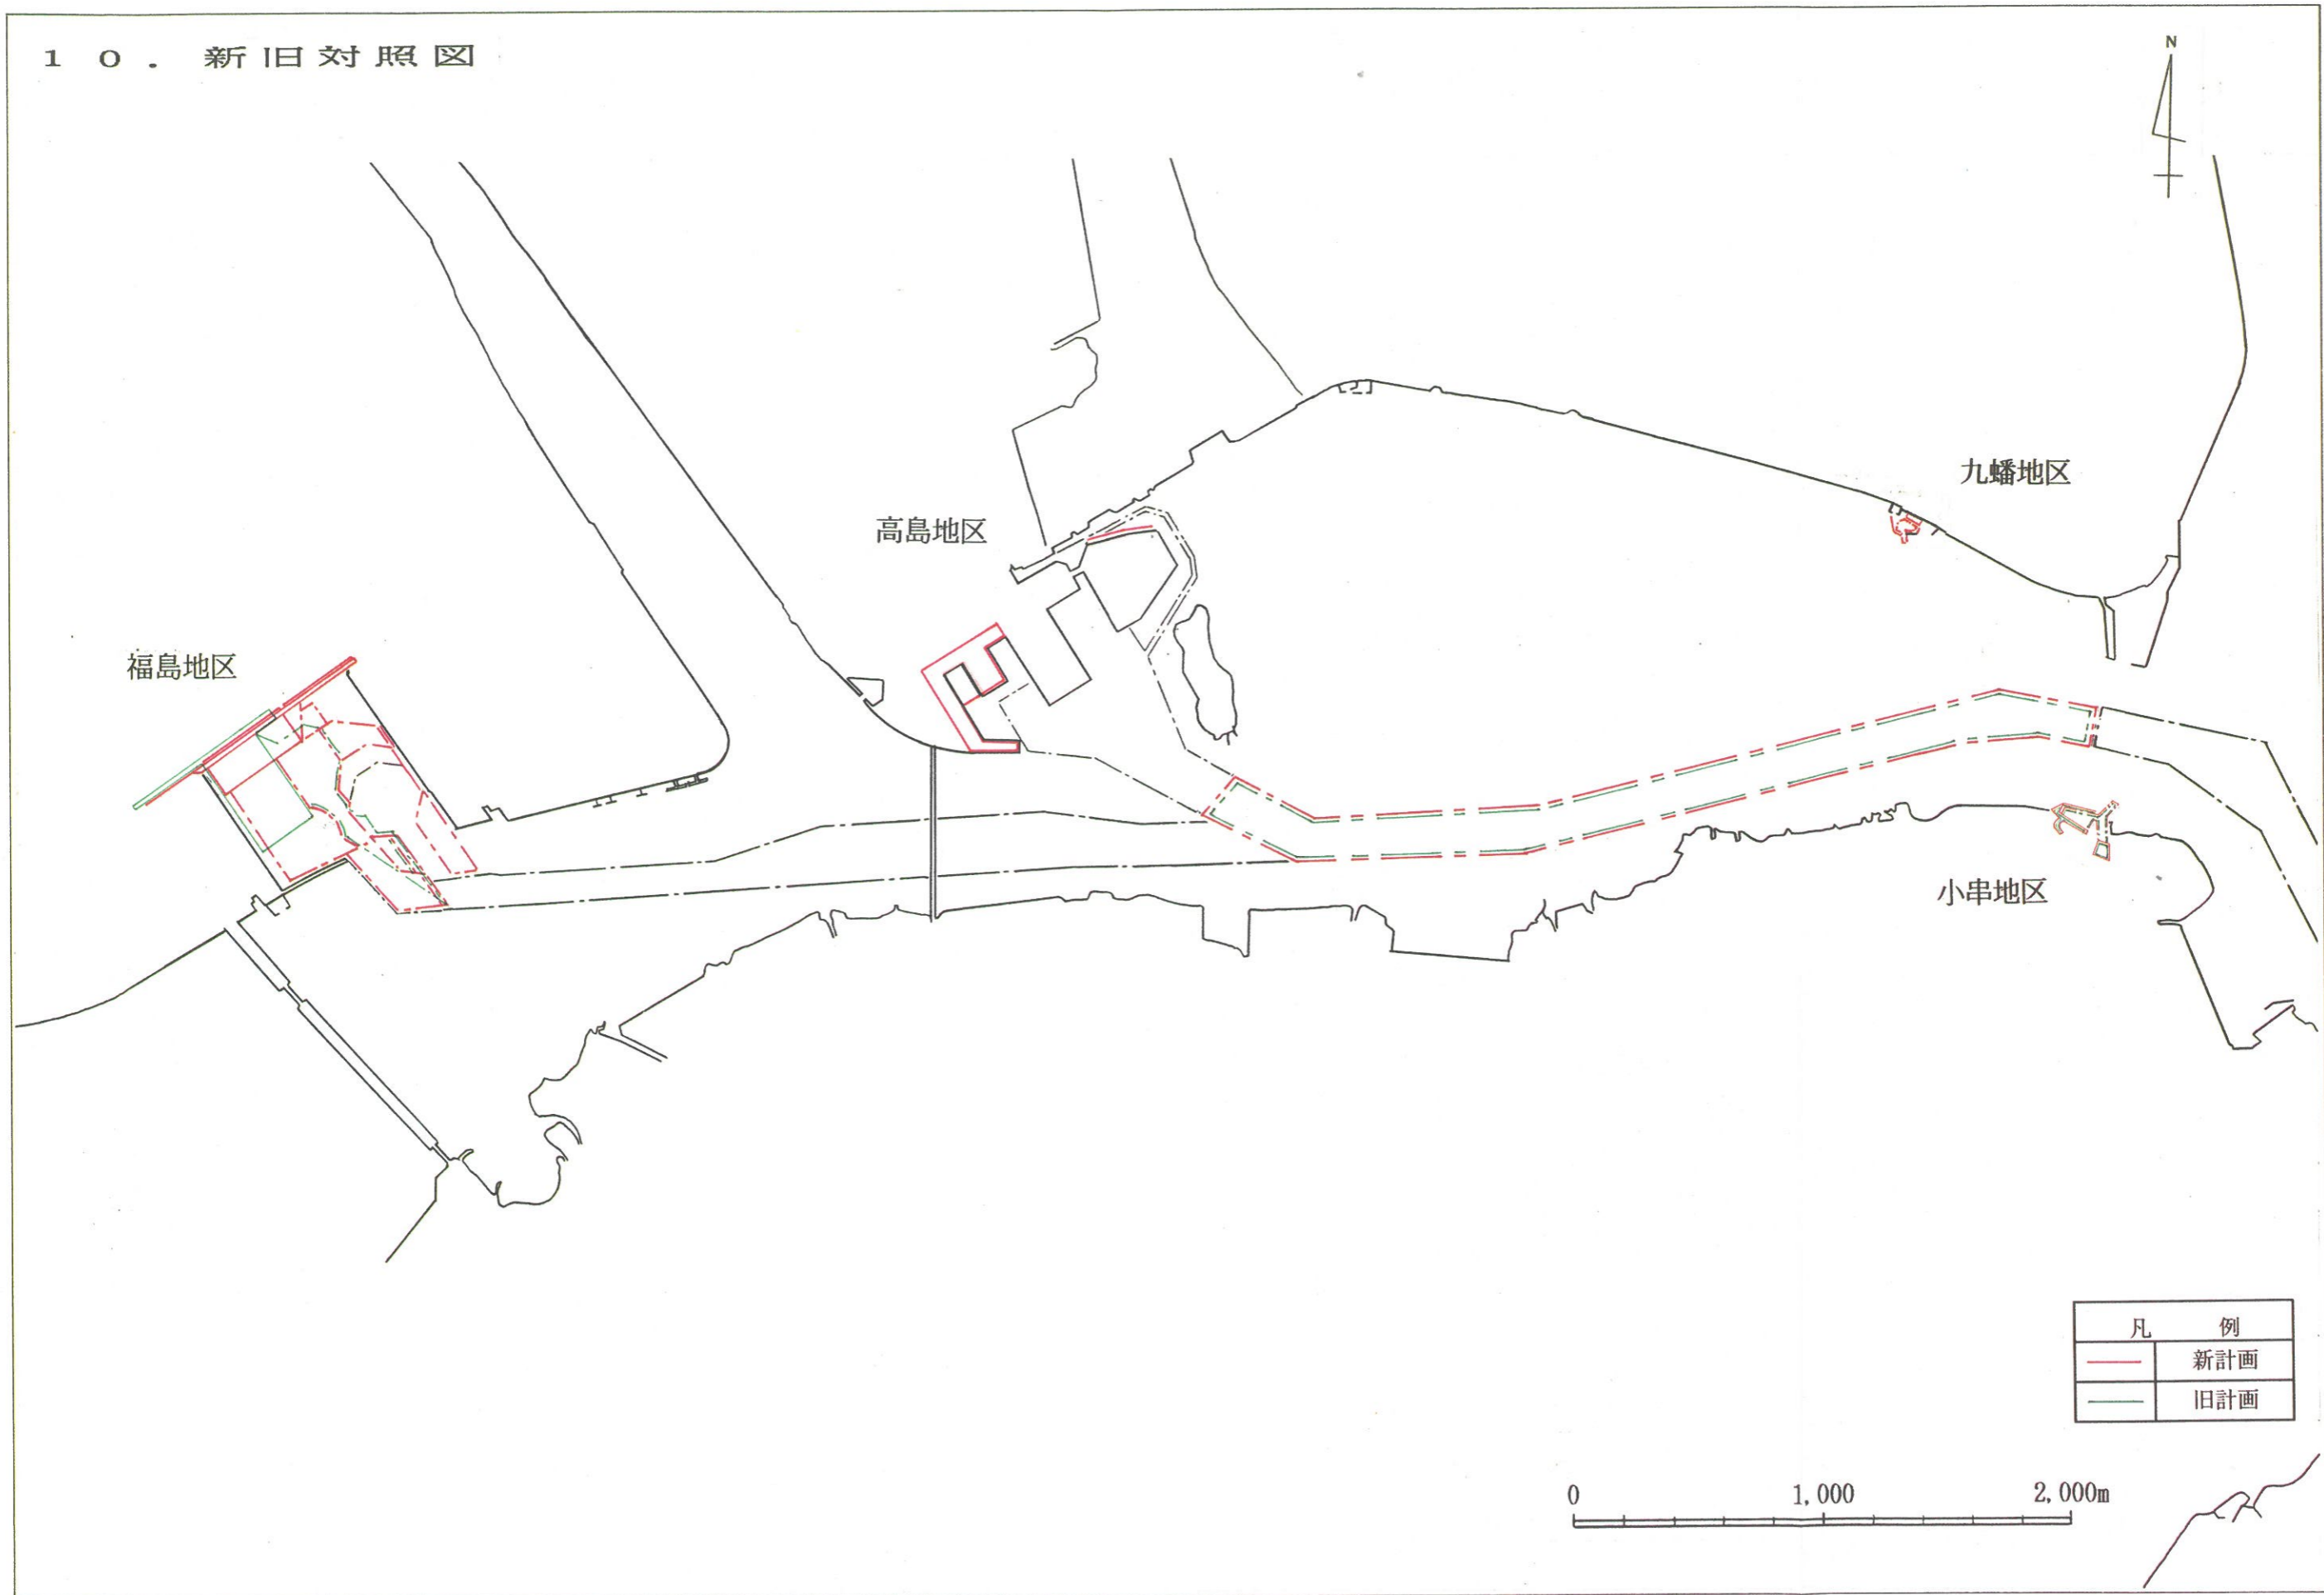 10. 新旧対照図
N
九蟠地区
高島地区
福島地区
小串地区
凡 例
新計画
旧計画
0 1,000 2,000m